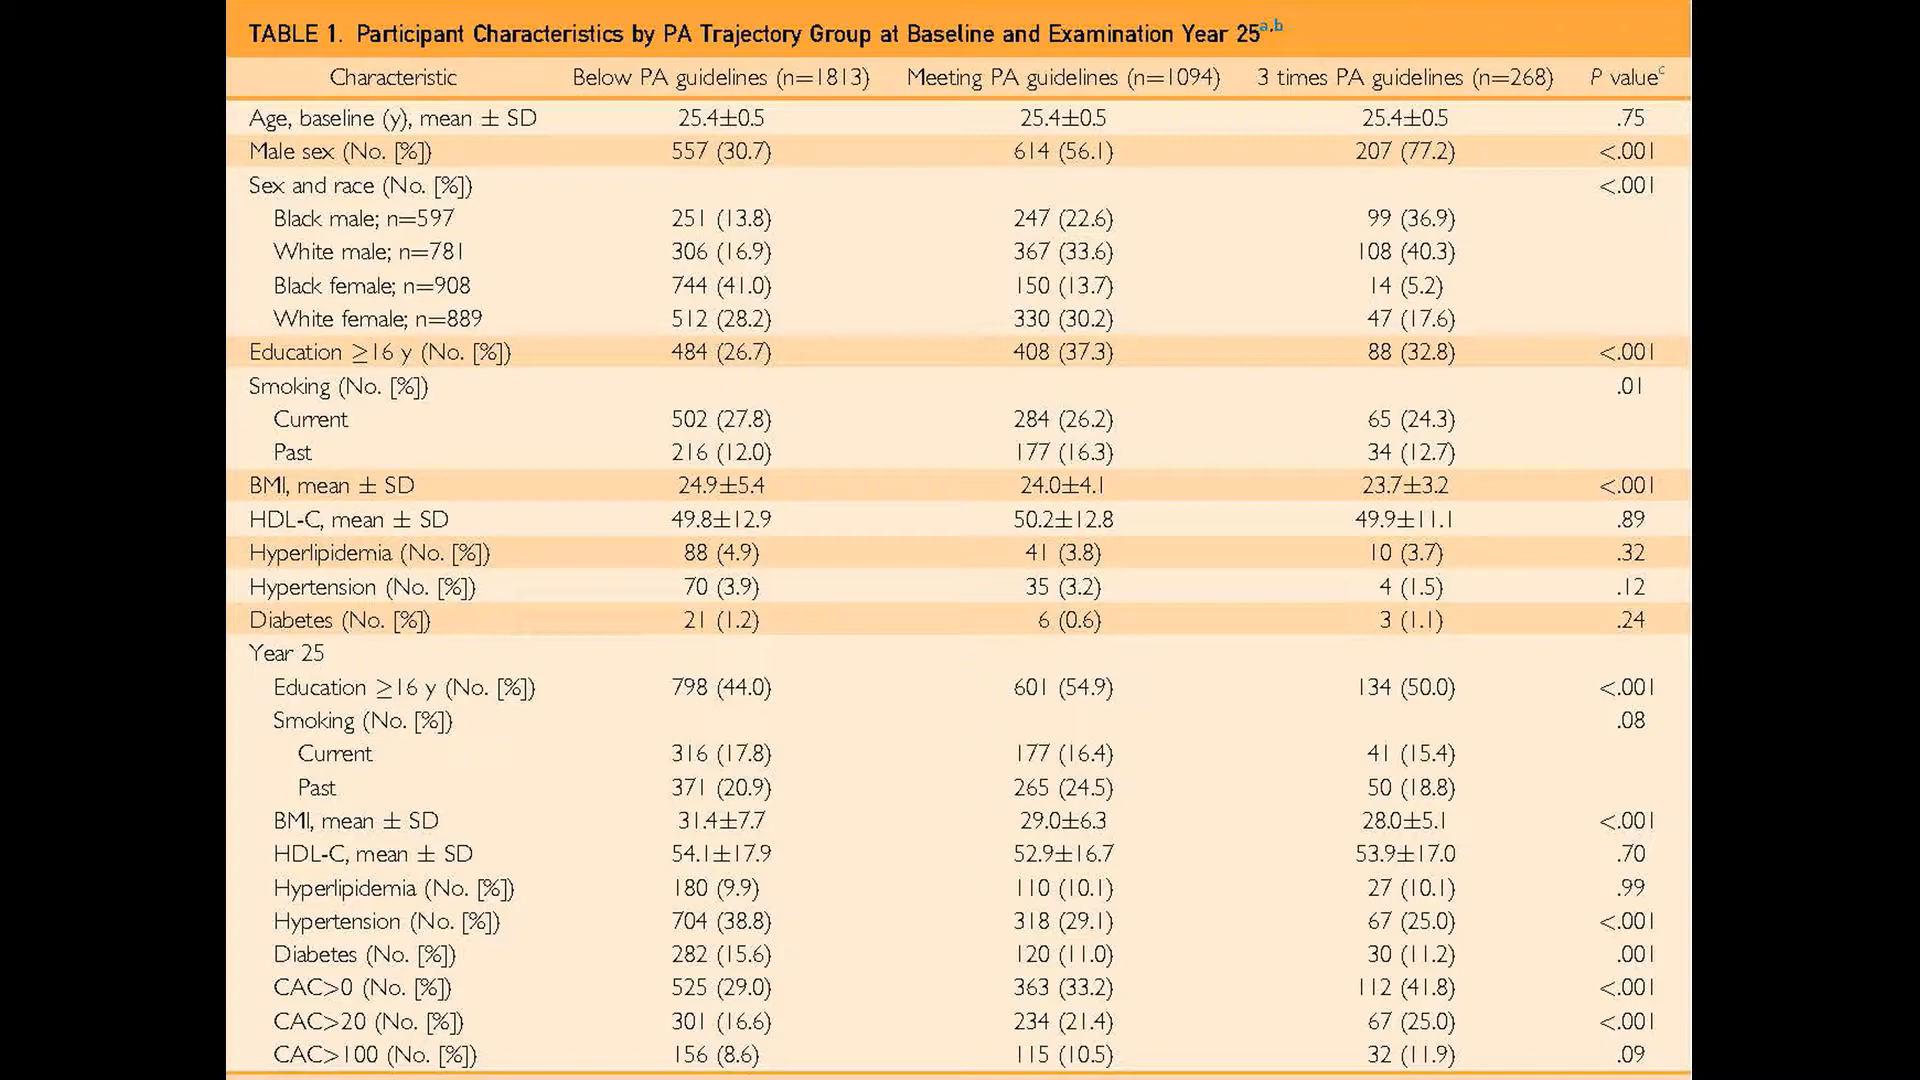 TABLE 1. Participant Characteristics by PA Trajectory Group at Baseline and Examination Year 25a,b
Characteristic Below PA guidelines (n=1813) Meeting PA guidelines (n=1094) 3 times PA guidelines (n=268) P valuec
Age, baseline (y), mean ± SD 25.4±0.5 25.4±0.5 25.4±0.5 .75
Male sex (No. [%]) 557 (30.7) 614 (56.1) 207 (77.2) <.001
Sex and race (No. [%]) <.001
Black male; n=597 251 (13.8) 247 (22.6) 99 (36.9)
White male; n=781 306 (16.9) 367 (33.6) 108 (40.3)
Black female; n=908 744 (41.0) 150 (13.7) 14 (5.2)
White female; n=889 512 (28.2) 330 (30.2) 47 (17.6)
Education ≥16 y (No. [%]) 484 (26.7) 408 (37.3) 88 (32.8) <.001
Smoking (No. [%]) .01
Current 502 (27.8) 284 (26.2) 65 (24.3)
Past 216 (12.0) 177 (16.3) 34 (12.7)
BMI, mean ± SD 24.9±5.4 24.0±4.1 23.7±3.2 <.001
HDL-C, mean ± SD 49.8±12.9 50.2±12.8 49.9±11.1 .89
Hyperlipidemia (No. [%]) 88 (4.9) 41 (3.8) 10 (3.7) .32
Hypertension (No. [%]) 70 (3.9) 35 (3.2) 4 (1.5) .12
Diabetes (No. [%]) 21 (1.2) 6 (0.6) 3 (1.1) .24
Year 25
Education ≥16 y (No. [%]) 798 (44.0) 601 (54.9) 134 (50.0) <.001
Smoking (No. [%]) .08
Current 316 (17.8) 177 (16.4) 41 (15.4)
Past 371 (20.9) 265 (24.5) 50 (18.8)
BMI, mean ± SD 31.4±7.7 29.0±6.3 28.0±5.1 <.001
HDL-C, mean ± SD 54.1±17.9 52.9±16.7 53.9±17.0 .70
Hyperlipidemia (No. [%]) 180 (9.9) 110 (10.1) 27 (10.1) .99
Hypertension (No. [%]) 704 (38.8) 318 (29.1) 67 (25.0) <.001
Diabetes (No. [%]) 282 (15.6) 120 (11.0) 30 (11.2) .001
CAC>0 (No. [%]) 525 (29.0) 363 (33.2) 112 (41.8) <.001
CAC>20 (No. [%]) 301 (16.6) 234 (21.4) 67 (25.0) <.001
CAC>100 (No. [%]) 156 (8.6) 115 (10.5) 32 (11.9) .09